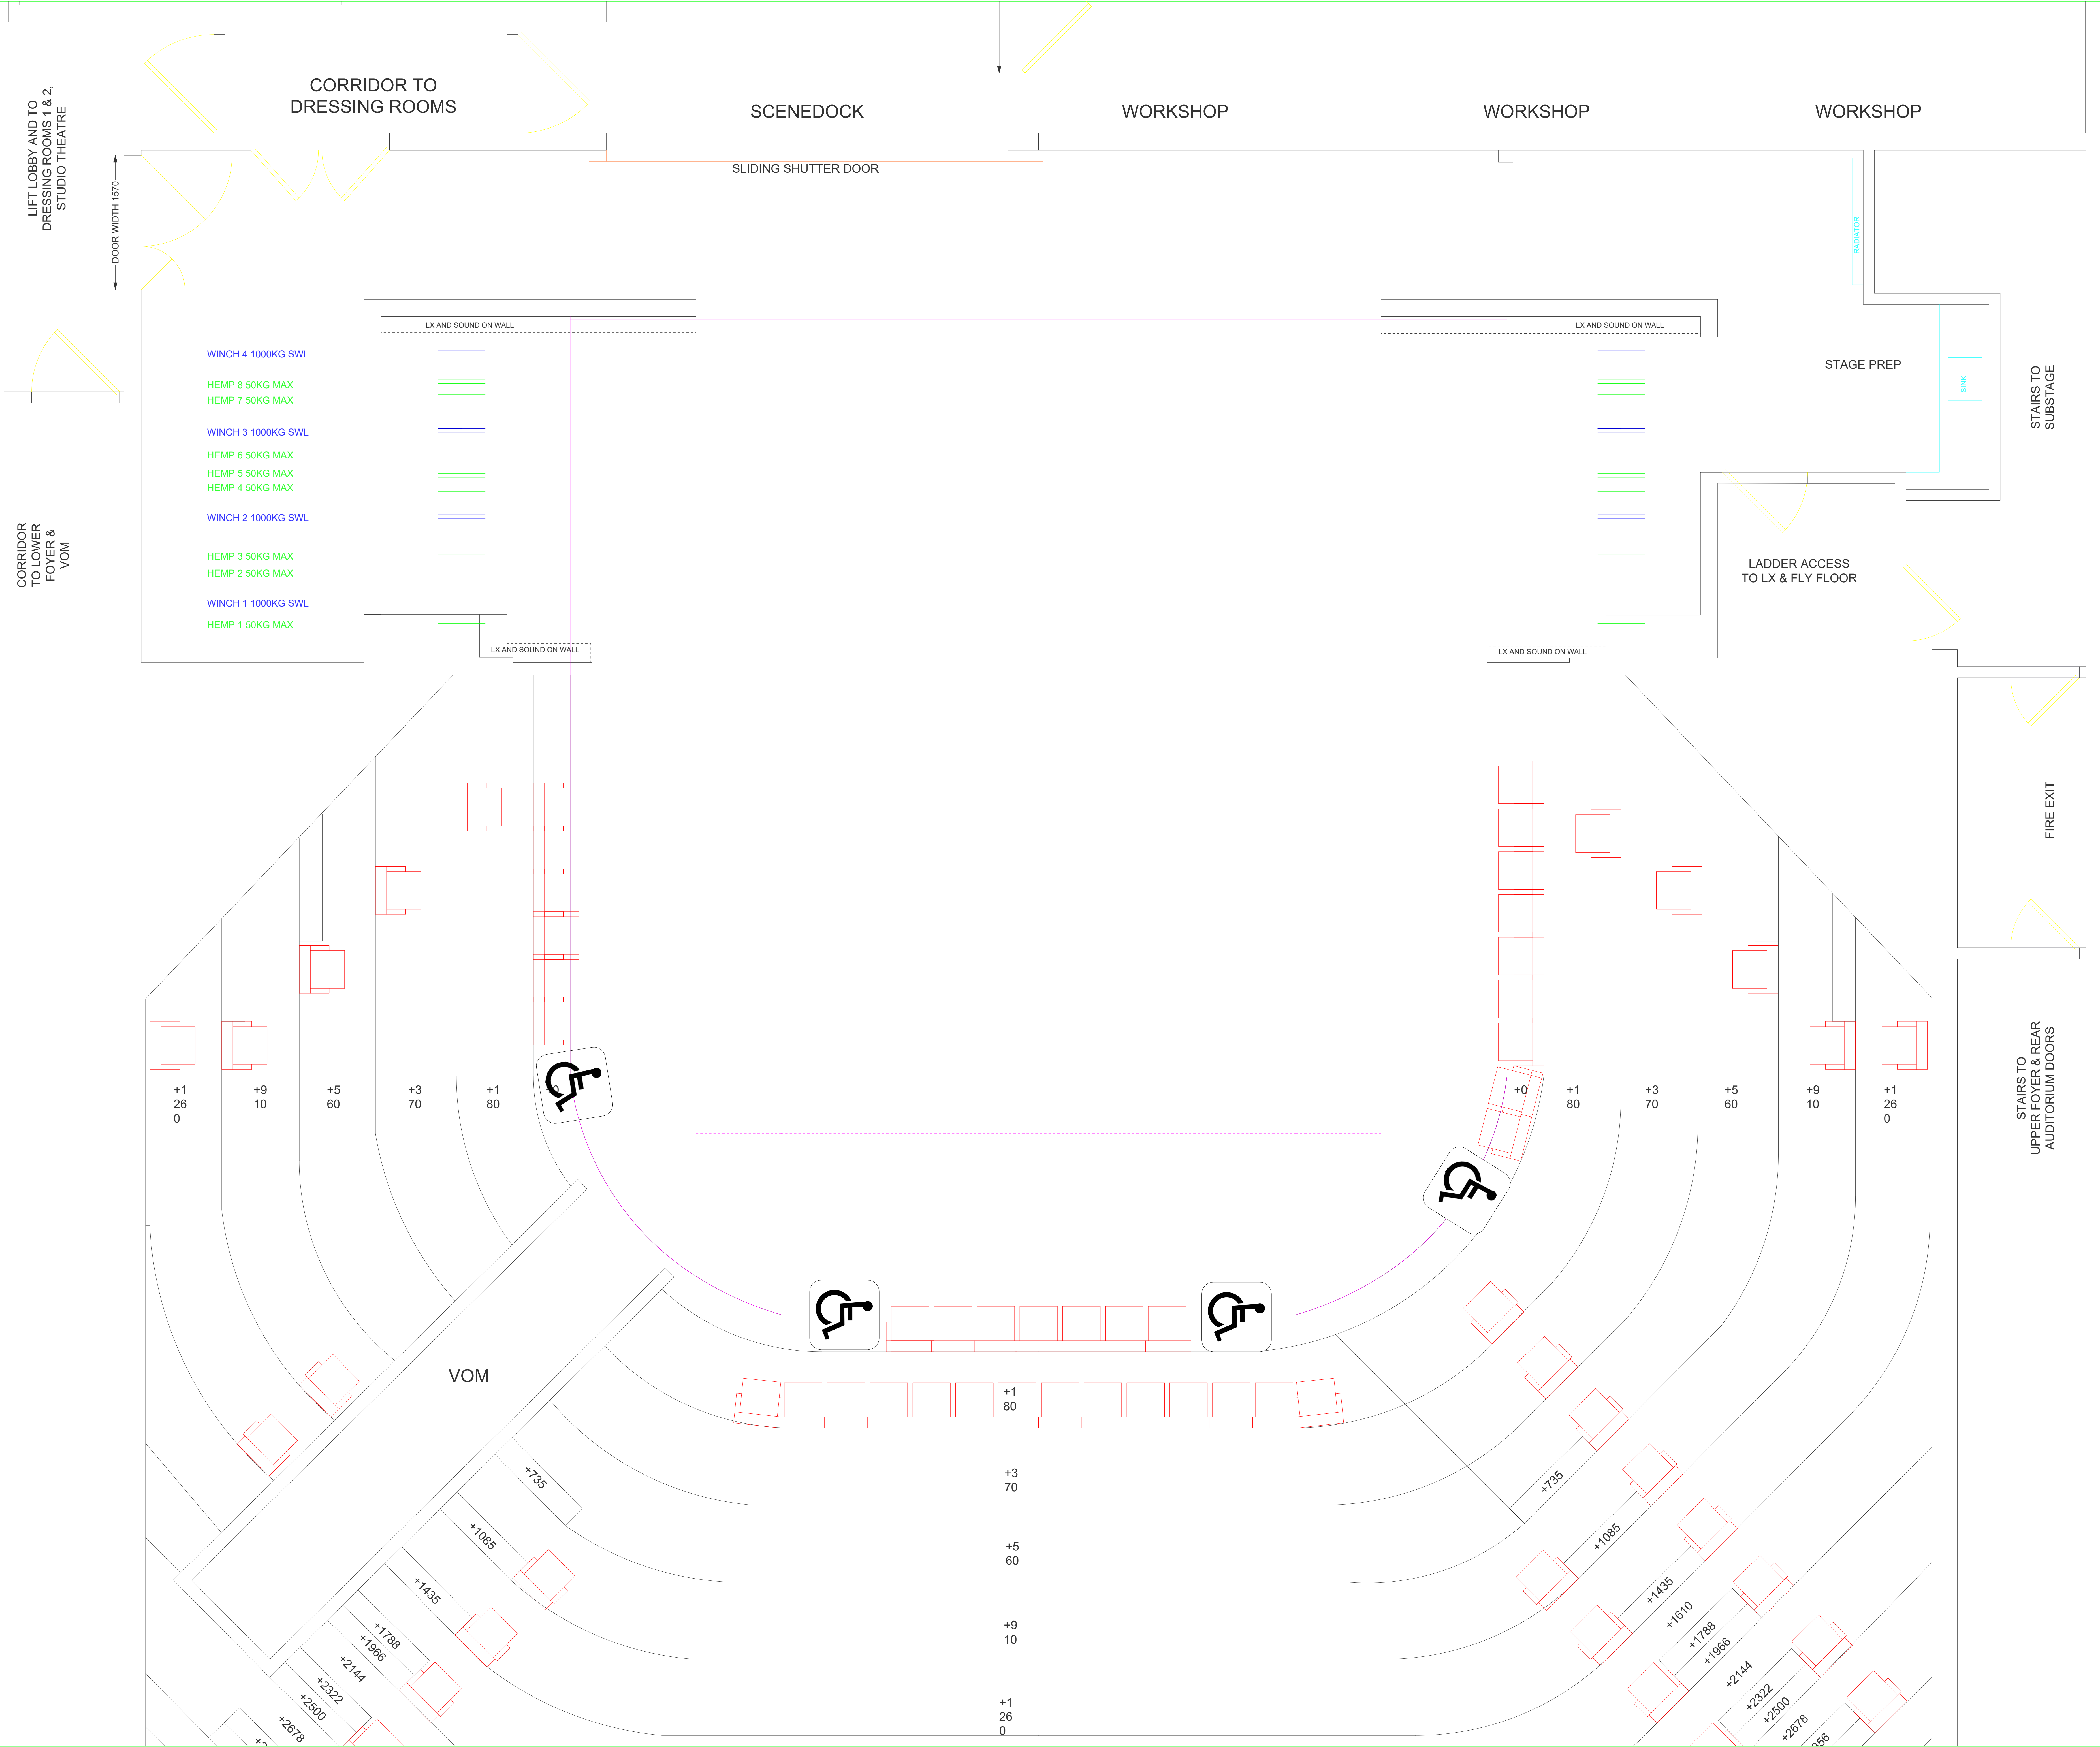 CORRIDOR TO
DRESSING ROOMS
SCENEDOCK
WORKSHOP
WORKSHOP
WORKSHOP
LIFT LOBBY AND TO
DRESSING ROOMS 1 & 2,
STUDIO THEATRE
DOOR WIDTH 1570
SLIDING SHUTTER DOOR
RADIATOR
LX AND SOUND ON WALL
LX AND SOUND ON WALL
WINCH 4 1000KG SWL
HEMP 8 50KG MAX
HEMP 7 50KG MAX
WINCH 3 1000KG SWL
HEMP 6 50KG MAX
HEMP 5 50KG MAX
HEMP 4 50KG MAX
WINCH 2 1000KG SWL
HEMP 3 50KG MAX
HEMP 2 50KG MAX
WINCH 1 1000KG SWL
HEMP 1 50KG MAX
STAGE PREP
SINK
STAIRS TO
SUBSTAGE
CORRIDOR
TO LOWER
FOYER &
VOM
LADDER ACCESS
TO LX & FLY FLOOR
LX AND SOUND ON WALL
LX AND SOUND ON WALL
FIRE EXIT
STAIRS TO
UPPER FOYER & REAR
AUDITORIUM DOORS
+1
26
0
+9
10
+5
60
+3
70
+1
80
+0
+1
80
+3
70
+5
60
+9
10
+1
26
0
VOM
+1
80
+3
70
+5
60
+9
10
+1
26
0
+735
+1085
+1435
+1788
+1966
+2144
+2322
+2500
+2678
+735
+1085
+1435
+1610
+1788
+1966
+2144
+2322
+2500
+2678